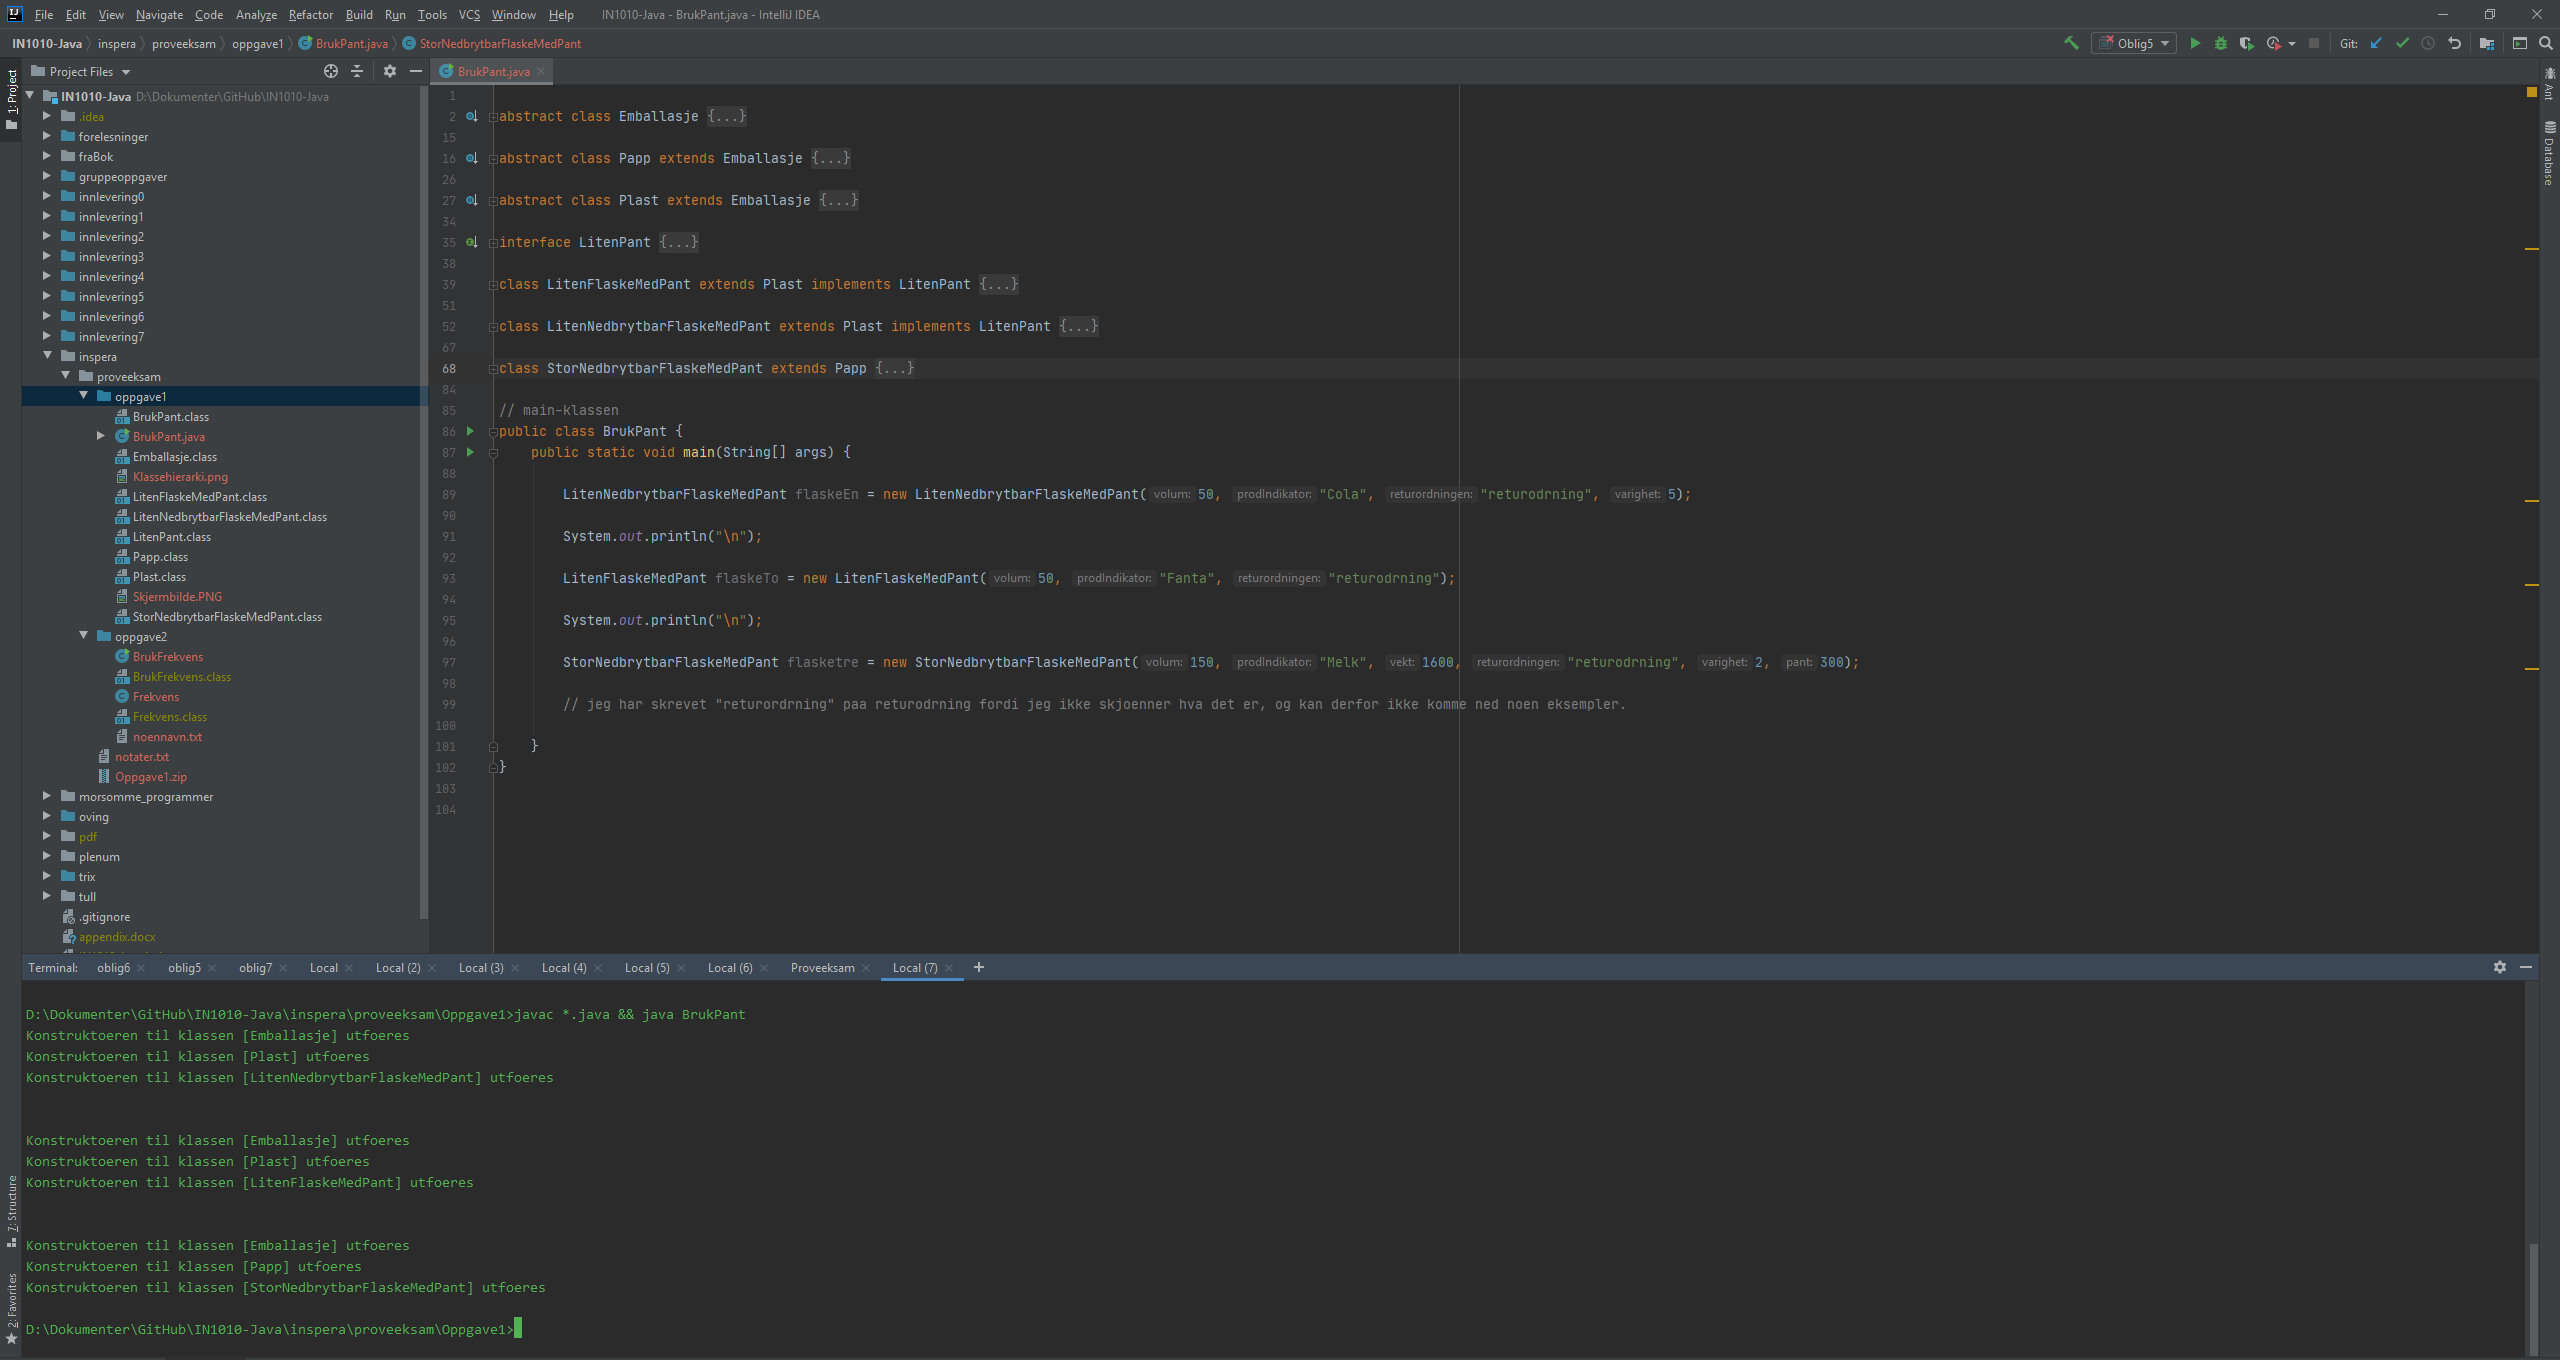 File Edit View Navigate Code Analyze Refactor Build Run Tools VCS Window Help IN1010-Java - BrukPant.java - IntelliJ IDEA
IN1010-Java inspera proveeksam oppgave1 BrukPant.java StorNedbrytbarFlaskeMedPant Oblig5 Git:
1: Project
Project Files
IN1010-Java D:\Dokumenter\GitHub\IN1010-Java
.idea
forelesninger
fraBok
gruppeoppgaver
innlevering0
innlevering1
innlevering2
innlevering3
innlevering4
innlevering5
innlevering6
innlevering7
inspera
proveeksam
oppgave1
BrukPant.class
BrukPant.java
Emballasje.class
Klassehierarki.png
LitenFlaskeMedPant.class
LitenNedbrytbarFlaskeMedPant.class
LitenPant.class
Papp.class
Plast.class
Skjermbilde.PNG
StorNedbrytbarFlaskeMedPant.class
oppgave2
BrukFrekvens
BrukFrekvens.class
Frekvens
Frekvens.class
noennavn.txt
notater.txt
Oppgave1.zip
morsomme_programmer
oving
pdf
plenum
trix
tull
.gitignore
appendix.docx
BrukPant.java
1
2 abstract class Emballasje {...}
15
16 abstract class Papp extends Emballasje {...}
26
27 abstract class Plast extends Emballasje {...}
34
35 interface LitenPant {...}
38
39 class LitenFlaskeMedPant extends Plast implements LitenPant {...}
51
52 class LitenNedbrytbarFlaskeMedPant extends Plast implements LitenPant {...}
67
68 class StorNedbrytbarFlaskeMedPant extends Papp {...}
84
85 // main-klassen
86 public class BrukPant {
87 public static void main(String[] args) {
88
89 LitenNedbrytbarFlaskeMedPant flaskeEn = new LitenNedbrytbarFlaskeMedPant( volum: 50, prodIndikator: "Cola", returordningen: "returodrning", varighet: 5);
90
91 System.out.println("\n");
92
93 LitenFlaskeMedPant flaskeTo = new LitenFlaskeMedPant( volum: 50, prodIndikator: "Fanta", returordningen: "returodrning");
94
95 System.out.println("\n");
96
97 StorNedbrytbarFlaskeMedPant flasketre = new StorNedbrytbarFlaskeMedPant( volum: 150, prodIndikator: "Melk", vekt: 1600, returordningen: "returodrning", varighet: 2, pant: 300);
98
99 // jeg har skrevet "returordrning" paa returodrning fordi jeg ikke skjoenner hva det er, og kan derfor ikke komme ned noen eksempler.
100
101 }
102 }
103
104
Ant
Database
Terminal: oblig6 oblig5 oblig7 Local Local (2) Local (3) Local (4) Local (5) Local (6) Proveeksam Local (7) +
D:\Dokumenter\GitHub\IN1010-Java\inspera\proveeksam\Oppgave1>javac *.java && java BrukPant
Konstruktoeren til klassen [Emballasje] utfoeres
Konstruktoeren til klassen [Plast] utfoeres
Konstruktoeren til klassen [LitenNedbrytbarFlaskeMedPant] utfoeres
Konstruktoeren til klassen [Emballasje] utfoeres
Konstruktoeren til klassen [Plast] utfoeres
Konstruktoeren til klassen [LitenFlaskeMedPant] utfoeres
Konstruktoeren til klassen [Emballasje] utfoeres
Konstruktoeren til klassen [Papp] utfoeres
Konstruktoeren til klassen [StorNedbrytbarFlaskeMedPant] utfoeres
D:\Dokumenter\GitHub\IN1010-Java\inspera\proveeksam\Oppgave1>
7: Structure
2: Favorites